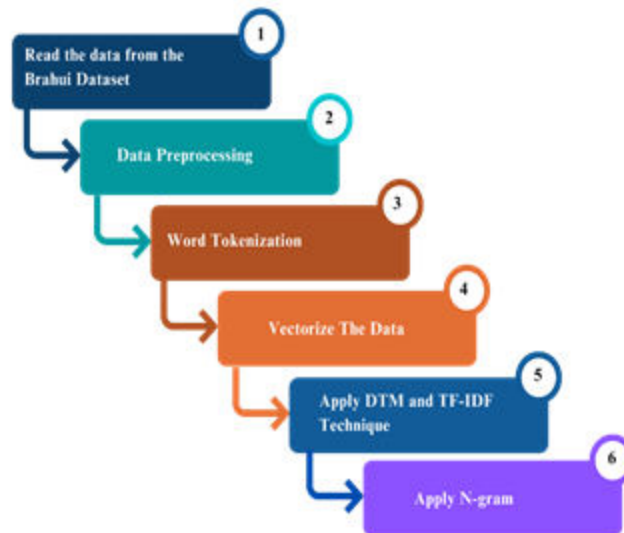 1
Read the data from the
Brahui Dataset
2
Data Preprocessing
3
Word Tokenization
4
Vectorize The Data
5
Apply DTM and TF-IDF
Technique
6
Apply N-gram